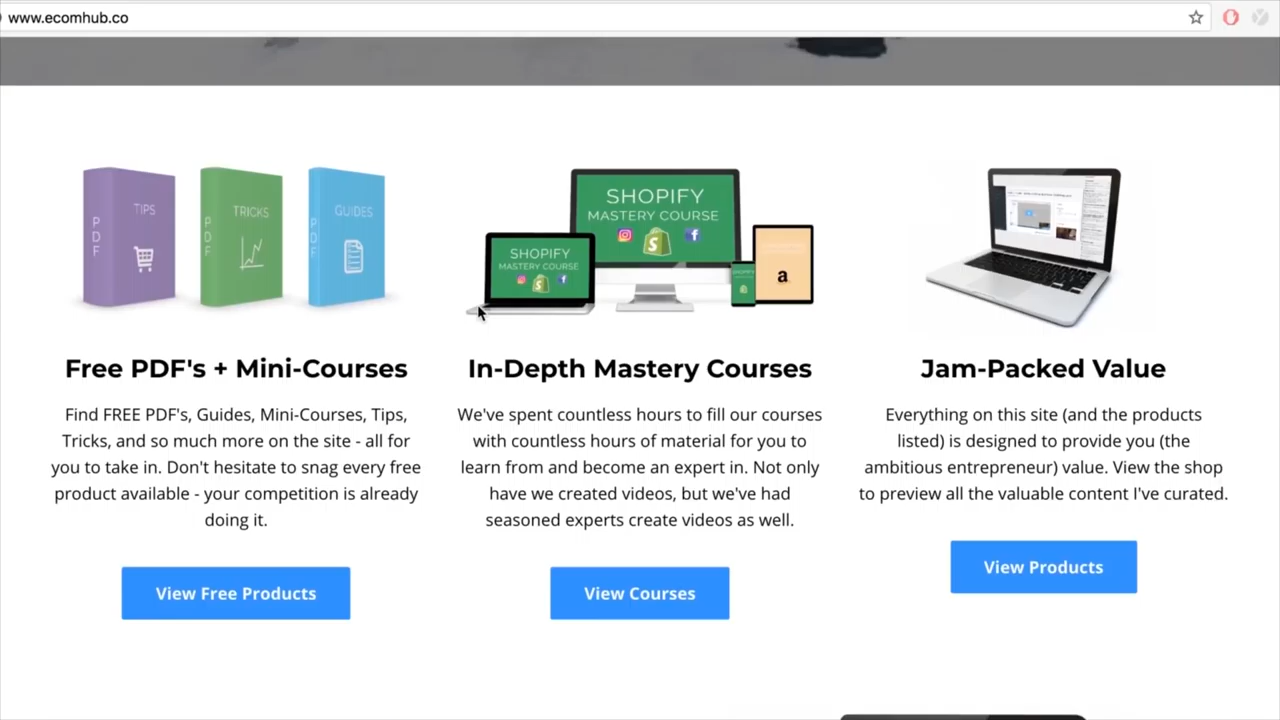 www.ecomhub.co
PDF
TIPS
PDF
TRICKS
PDF
GUIDES
SHOPIFY
MASTERY COURSE
SHOPIFY
MASTERY COURSE
Free PDF's + Mini-Courses
Find FREE PDF's, Guides, Mini-Courses, Tips,
Tricks, and so much more on the site - all for
you to take in. Don't hesitate to snag every free
product available - your competition is already
doing it.
View Free Products
In-Depth Mastery Courses
We've spent countless hours to fill our courses
with countless hours of material for you to
learn from and become an expert in. Not only
have we created videos, but we've had
seasoned experts create videos as well.
View Courses
Jam-Packed Value
Everything on this site (and the products
listed) is designed to provide you (the
ambitious entrepreneur) value. View the shop
to preview all the valuable content I've curated.
View Products